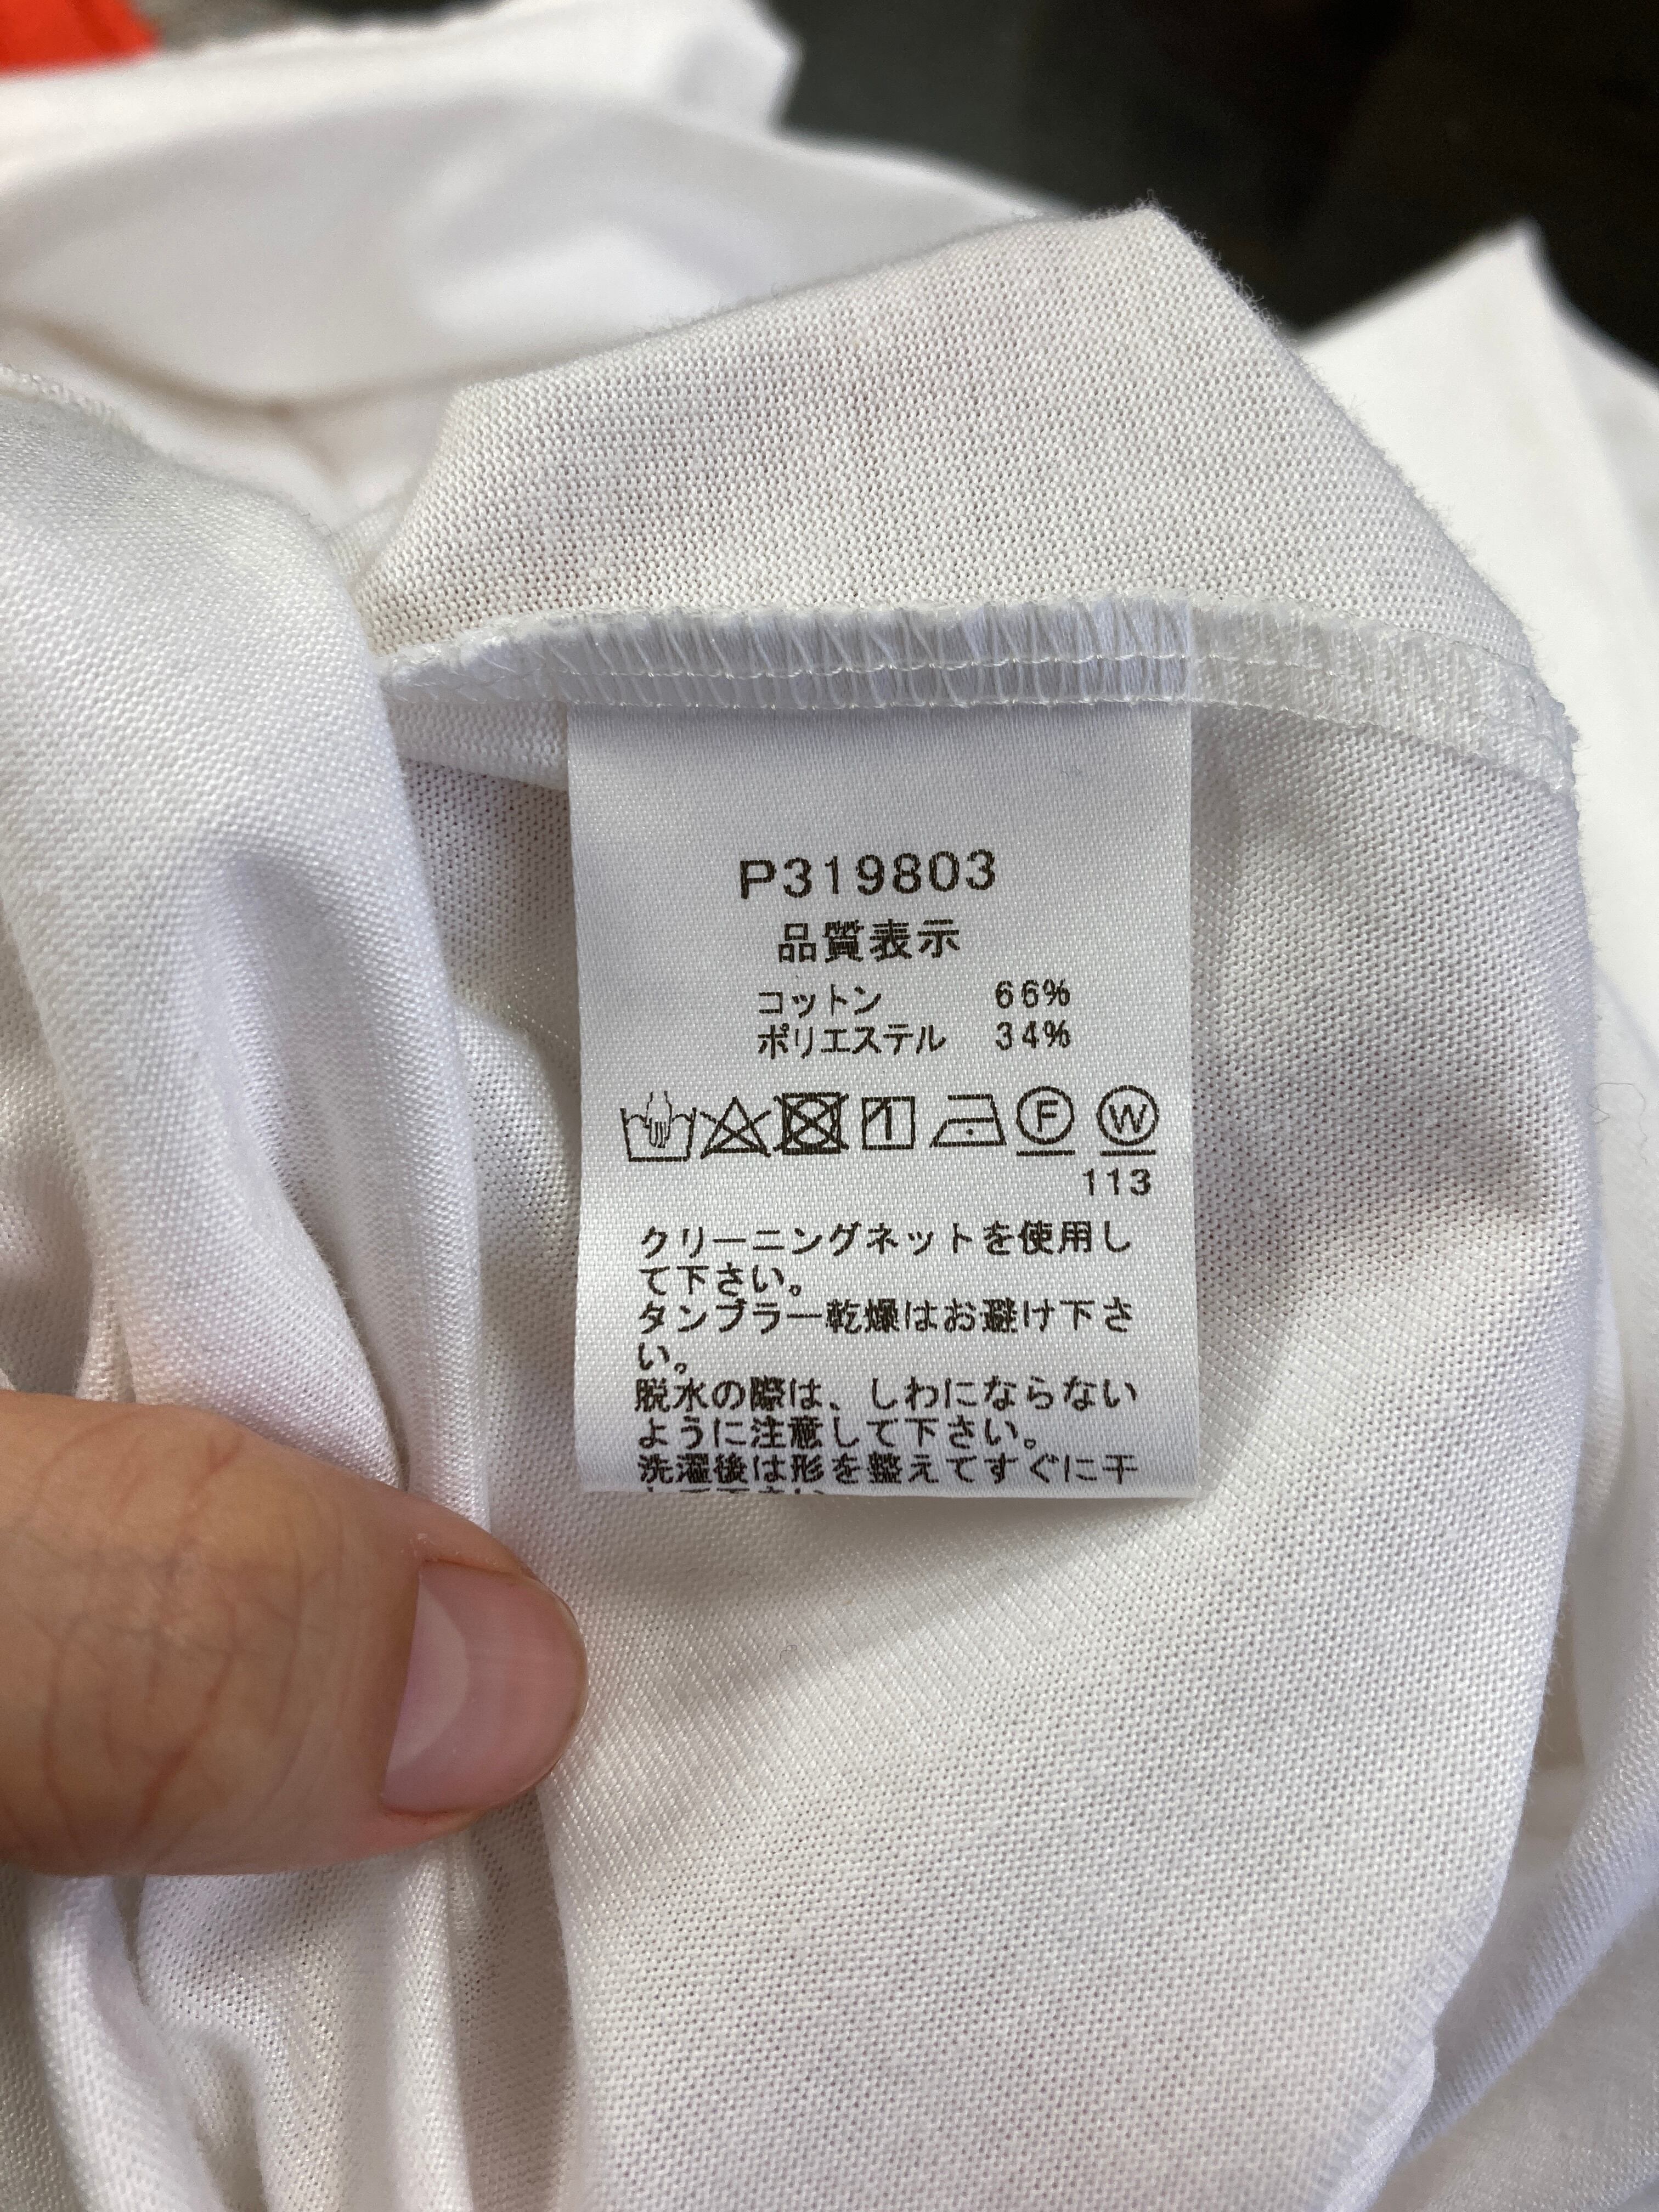 P319803
品質表示
コットン 66%
ポリエステル 34%
1 F W
113
クリーニングネットを使用し
て下さい。
タンブラー乾燥はお避け下さ
い。
脱水の際は、しわにならない
ように注意して下さい。
洗濯後は形を整えてすぐに干